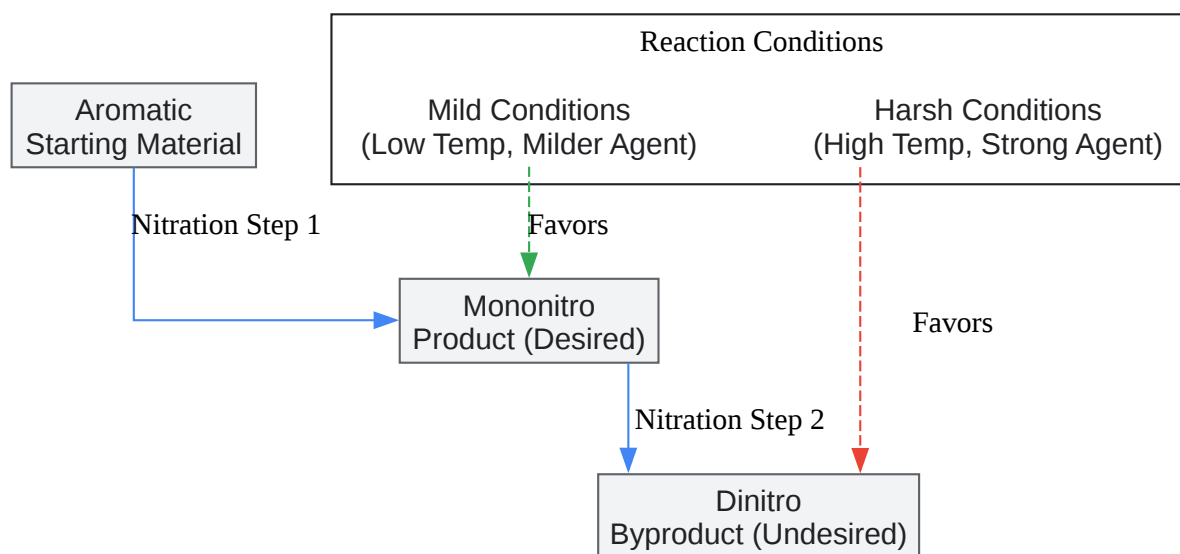 Reaction Conditions
Aromatic
Starting Material
Mild Conditions
(Low Temp, Milder Agent)
Harsh Conditions
(High Temp, Strong Agent)
Nitration Step 1
Favors
Mononitro
Product (Desired)
Favors
Nitration Step 2
Dinitro
Byproduct (Undesired)